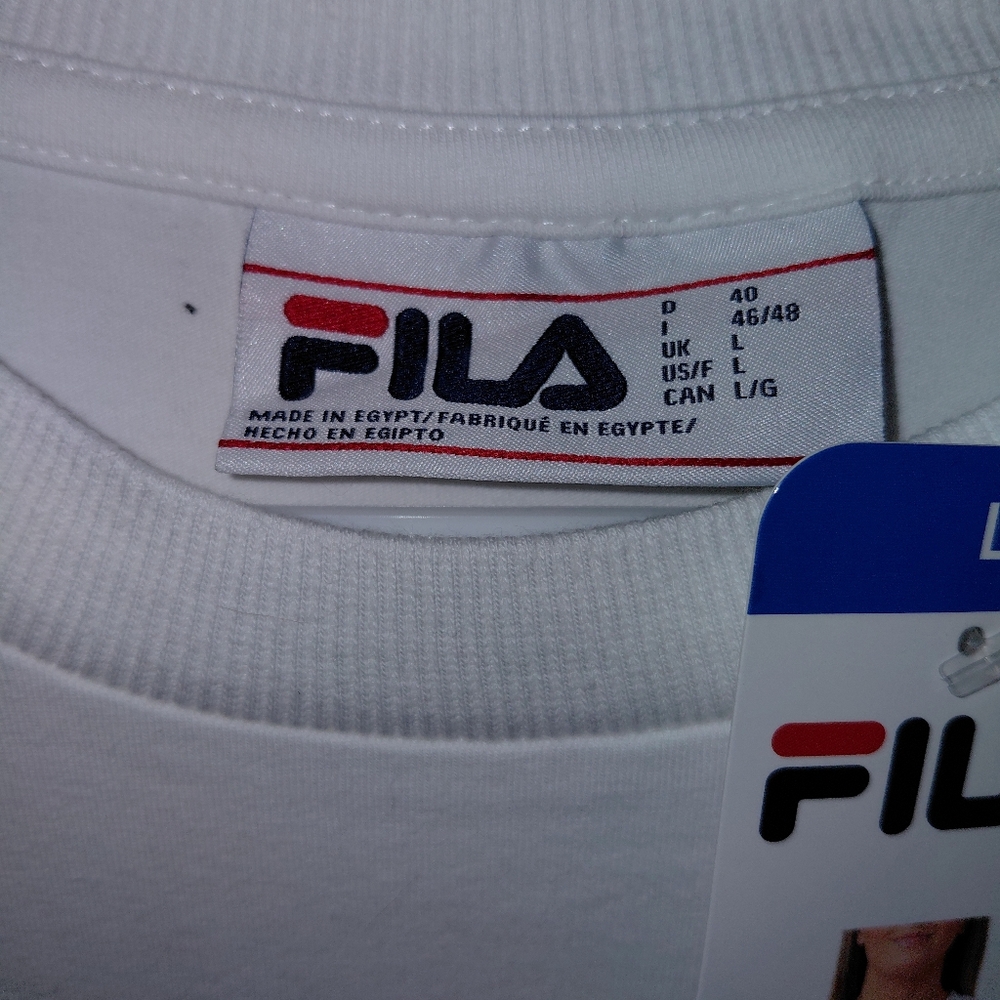 FILA
D 40
I 46/48
UK L
US/F L
CAN L/G
MADE IN EGYPT/FABRIQUÉ EN EGYPTE/
HECHO EN EGIPTO
L
FIL